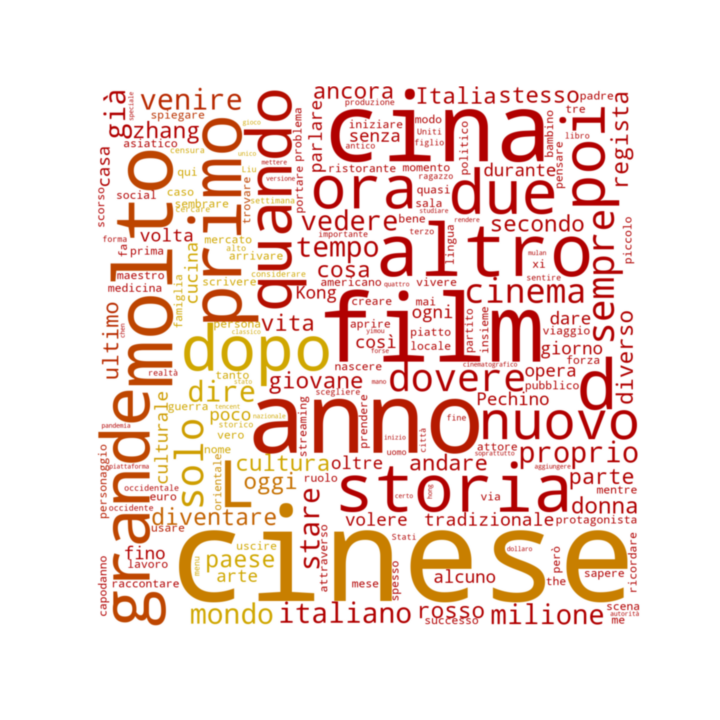 venire
già
spiegare
ozhang
asiatico
casa
scorso
speciale
molto
primo
quando
censura
gioco
qui
unico
caso
Liu
sembrare
cercare
trovare
mettere
versione
settimana
social
volta
forma
fa
prima
maestro
medicina
ultimo
chen
realtà
mercato
alto
arrivare
cucina
scrivere
famiglia
considerare
persona
classico
ancora
produzione
parlare
portare problema
iniziare
senza
antico
modo
Uniti
figlio
politico
Italia
stesso
padre
tre
libro
bambino
pensare
poi
regista
cina
ristorante
momento
ragazzo
quasi
durante
ora
due
sala
studiare
vedere
bene
importante
terzo
rendere
secondo
lingua
tempo
altro
mulan
xi
sentire
sempre
piccolo
cosa
americano
quattro
vivere
cinema
Kong
creare
mai
ogni
vita
aprire
yimou
piatto
partito
insieme
dare
viaggio
diverso
così
locale
forse
film
giorno
forza
dopo
nascere
cinematografico
opera
pubblico
tanto
stato
giovane
scegliere
mano
dovere
d
dire
guerra
tencent
Pechino
poco
nazionale
storico
vero
anno
nuovo
streaming
prendere
fine
inizio
uomo
città
attore
soprattutto
proprio
pandemia
grande
culturale
solo
nome
orientale
cultura
oltre
andare
aggiungere
personaggio
piattaforma
L
oggi
ruolo
storia
parte
mentre
occidentale
occidente
euro
usare
certo
hong
via
donna
diventare
stare
volere
tradizionale
protagonista
attraverso
Stati
fino
lavoro
uscire
cinese
dollaro
però
ricordare
capodanno
raccontare
menu
paese
arte
mese
spesso
alcuno
the
sapere
mondo
italiano
rosso
successo
milione
scena
autorità
me